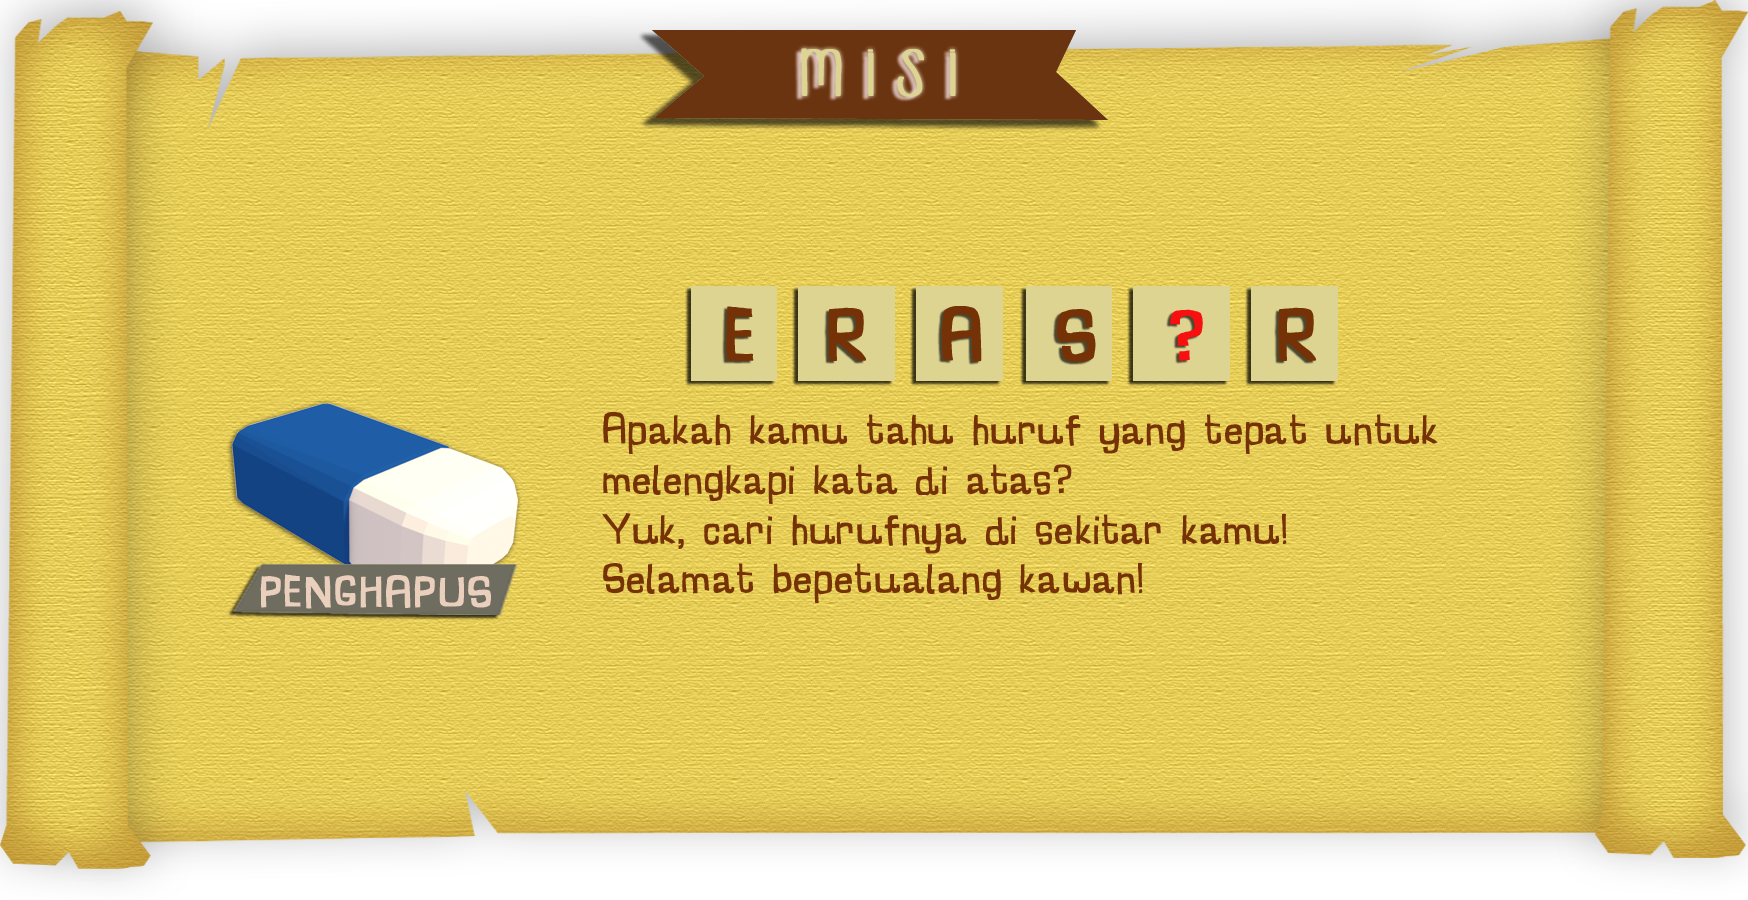 MISI
ERAS?R
Apakah kamu tahu huruf yang tepat untuk
melengkapi kata di atas?
Yuk, cari hurufnya di sekitar kamu!
Selamat bepetualang kawan!
PENGHAPUS